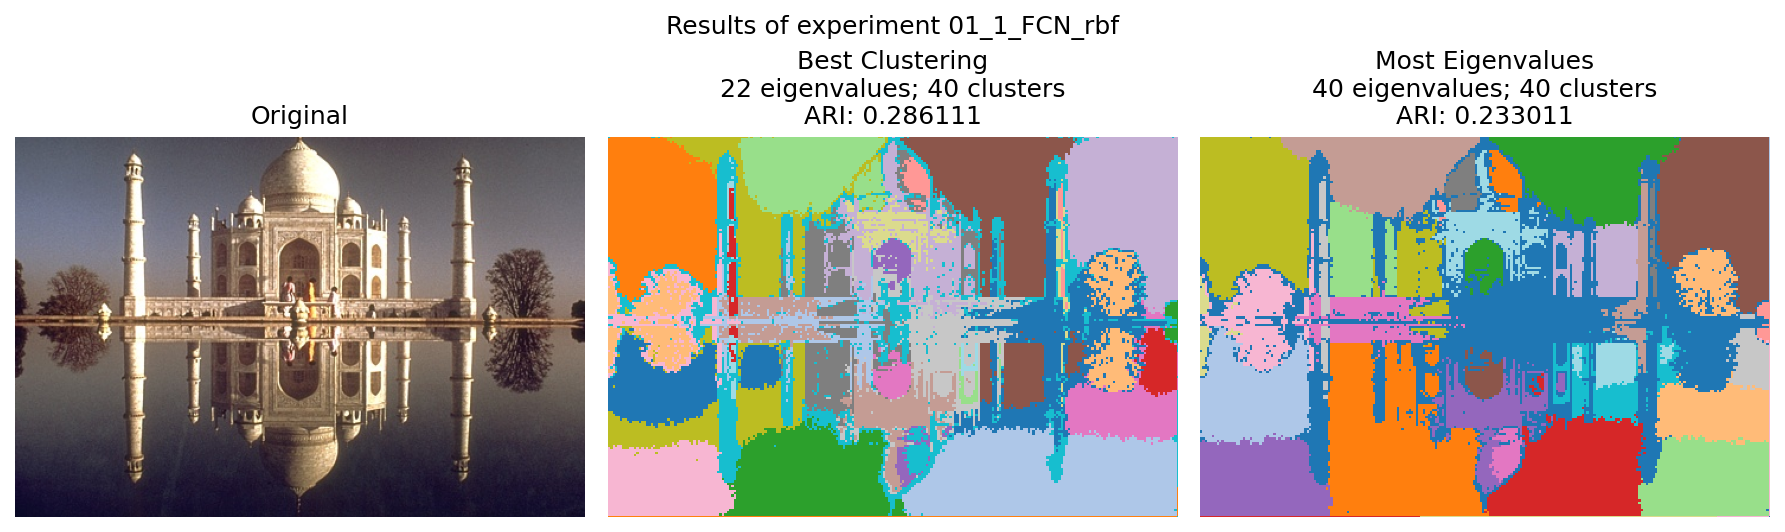 Results of experiment 01_1_FCN_rbf
Original
Best Clustering
22 eigenvalues; 40 clusters
ARI: 0.286111
Most Eigenvalues
40 eigenvalues; 40 clusters
ARI: 0.233011